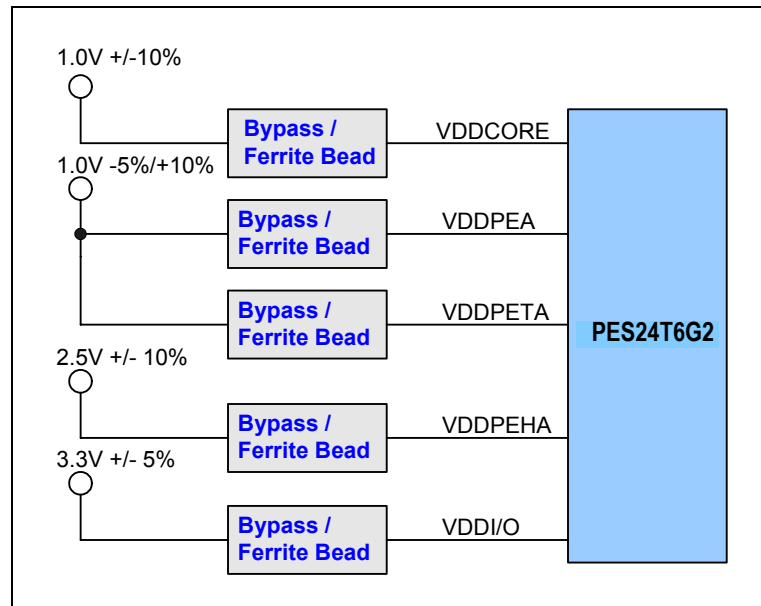 1.0V +/-10%
Bypass /
Ferrite Bead
VDDCORE
1.0V -5%/+10%
Bypass /
Ferrite Bead
VDDPEA
Bypass /
Ferrite Bead
VDDPETA
PES24T6G2
2.5V +/- 10%
Bypass /
Ferrite Bead
VDDPEHA
3.3V +/- 5%
Bypass /
Ferrite Bead
VDDI/O